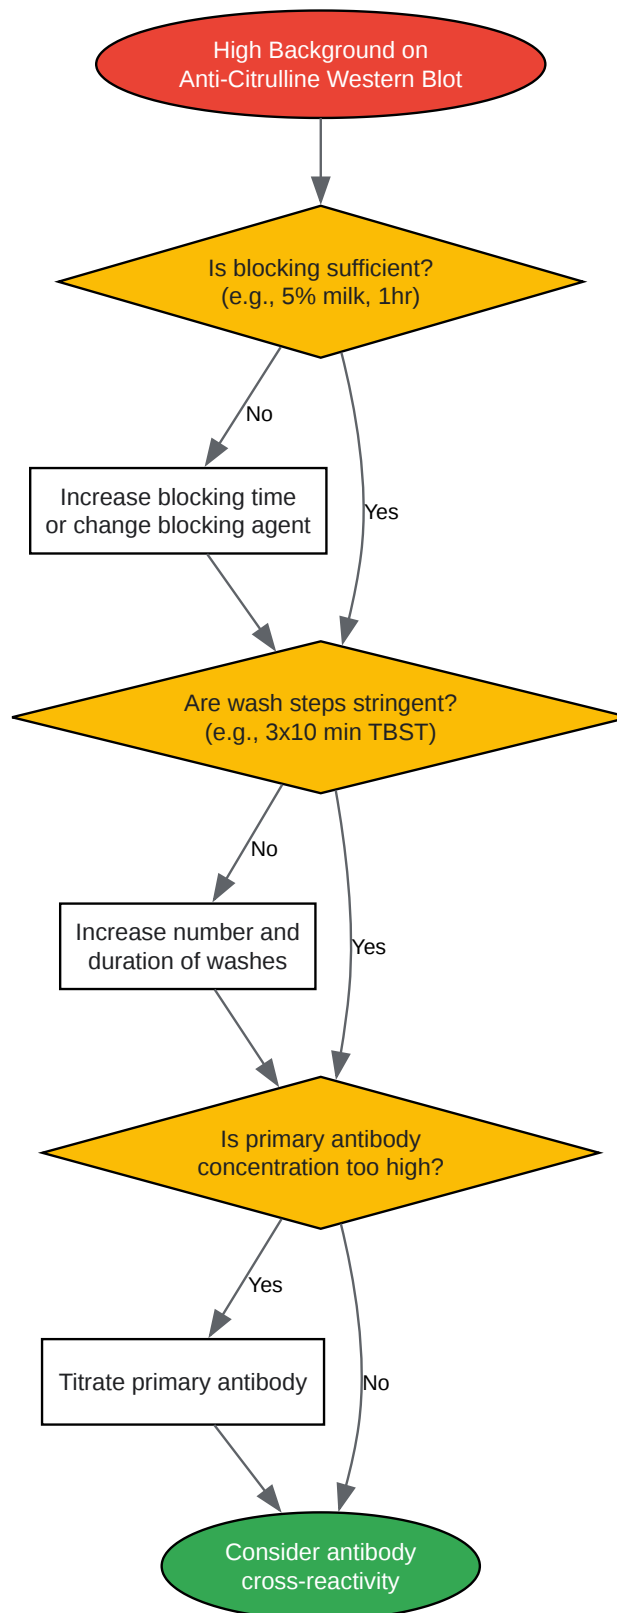 High Background on
Anti-Citrulline Western Blot
Is blocking sufficient?
(e.g., 5% milk, 1hr)
No
Yes
Increase blocking time
or change blocking agent
Are wash steps stringent?
(e.g., 3x10 min TBST)
No
Yes
Increase number and
duration of washes
Is primary antibody
concentration too high?
Yes
No
Titrate primary antibody
Consider antibody
cross-reactivity